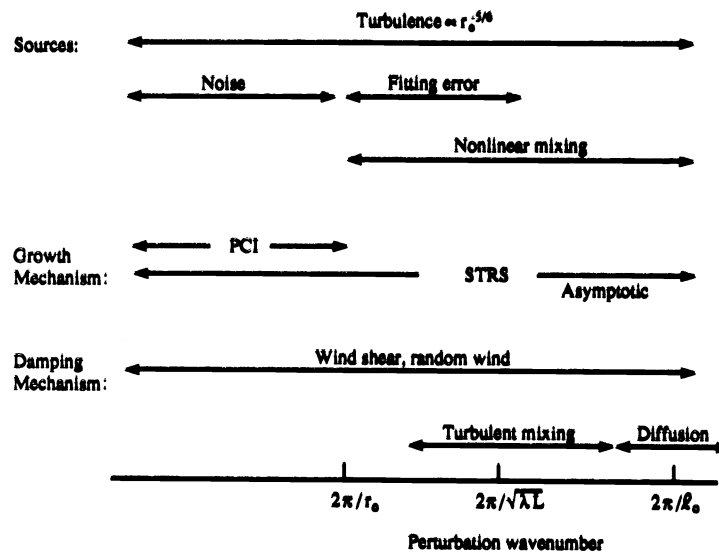 Turbulence ∝ r₀⁻⁵/⁶
Sources:
Noise
Fitting error
Nonlinear mixing
Growth
Mechanism:
PCI
STRS
Asymptotic
Damping
Mechanism:
Wind shear, random wind
Turbulent mixing
Diffusion
2π/r₀
2π/√λL
2π/ℓ₀
Perturbation wavenumber